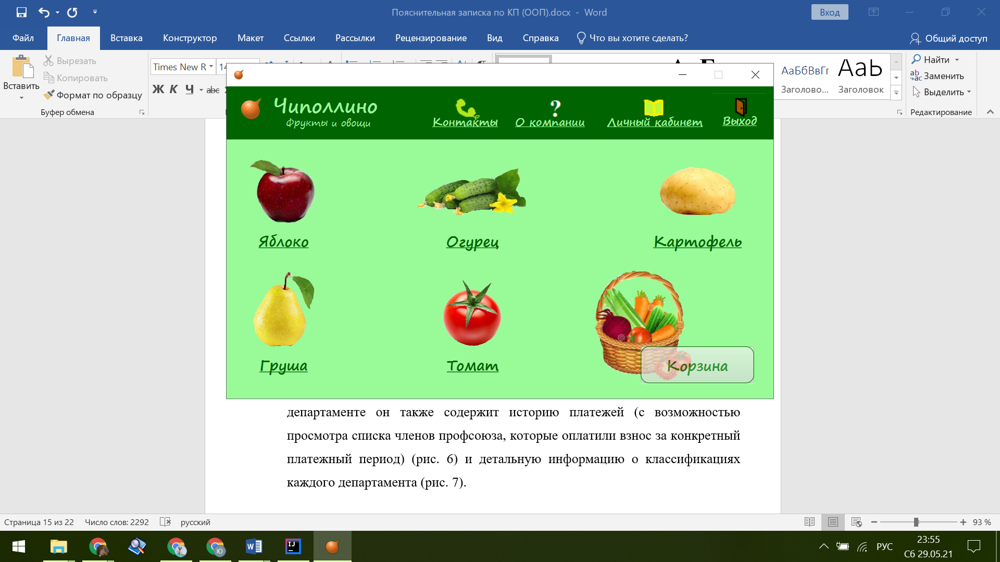 Пояснительная записка по КП (ООП).docx - Word
Вход
Файл
Главная
Вставка
Конструктор
Макет
Ссылки
Рассылки
Рецензирование
Вид
Справка
Что вы хотите сделать?
Общий доступ
Вставить
Вырезать
Копировать
Формат по образцу
Буфер обмена
Times New R
14
Ж К Ч abc
АаБбВвГг
Заголово...
АаЬ
Заголовок
Найти
Заменить
Выделить
Редактирование
Чиполлино
Фрукты и овощи
Контакты
О компании
Личный кабинет
Выход
Яблоко
Огурец
Картофель
Груша
Томат
Корзина
департаменте он также содержит историю платежей (с возможностью
просмотра списка членов профсоюза, которые оплатили взнос за конкретный
платежный период) (рис. 6) и детальную информацию о классификациях
каждого департамента (рис. 7).
Страница 15 из 22
Число слов: 2292
русский
93 %
РУС
23:55
Сб 29.05.21